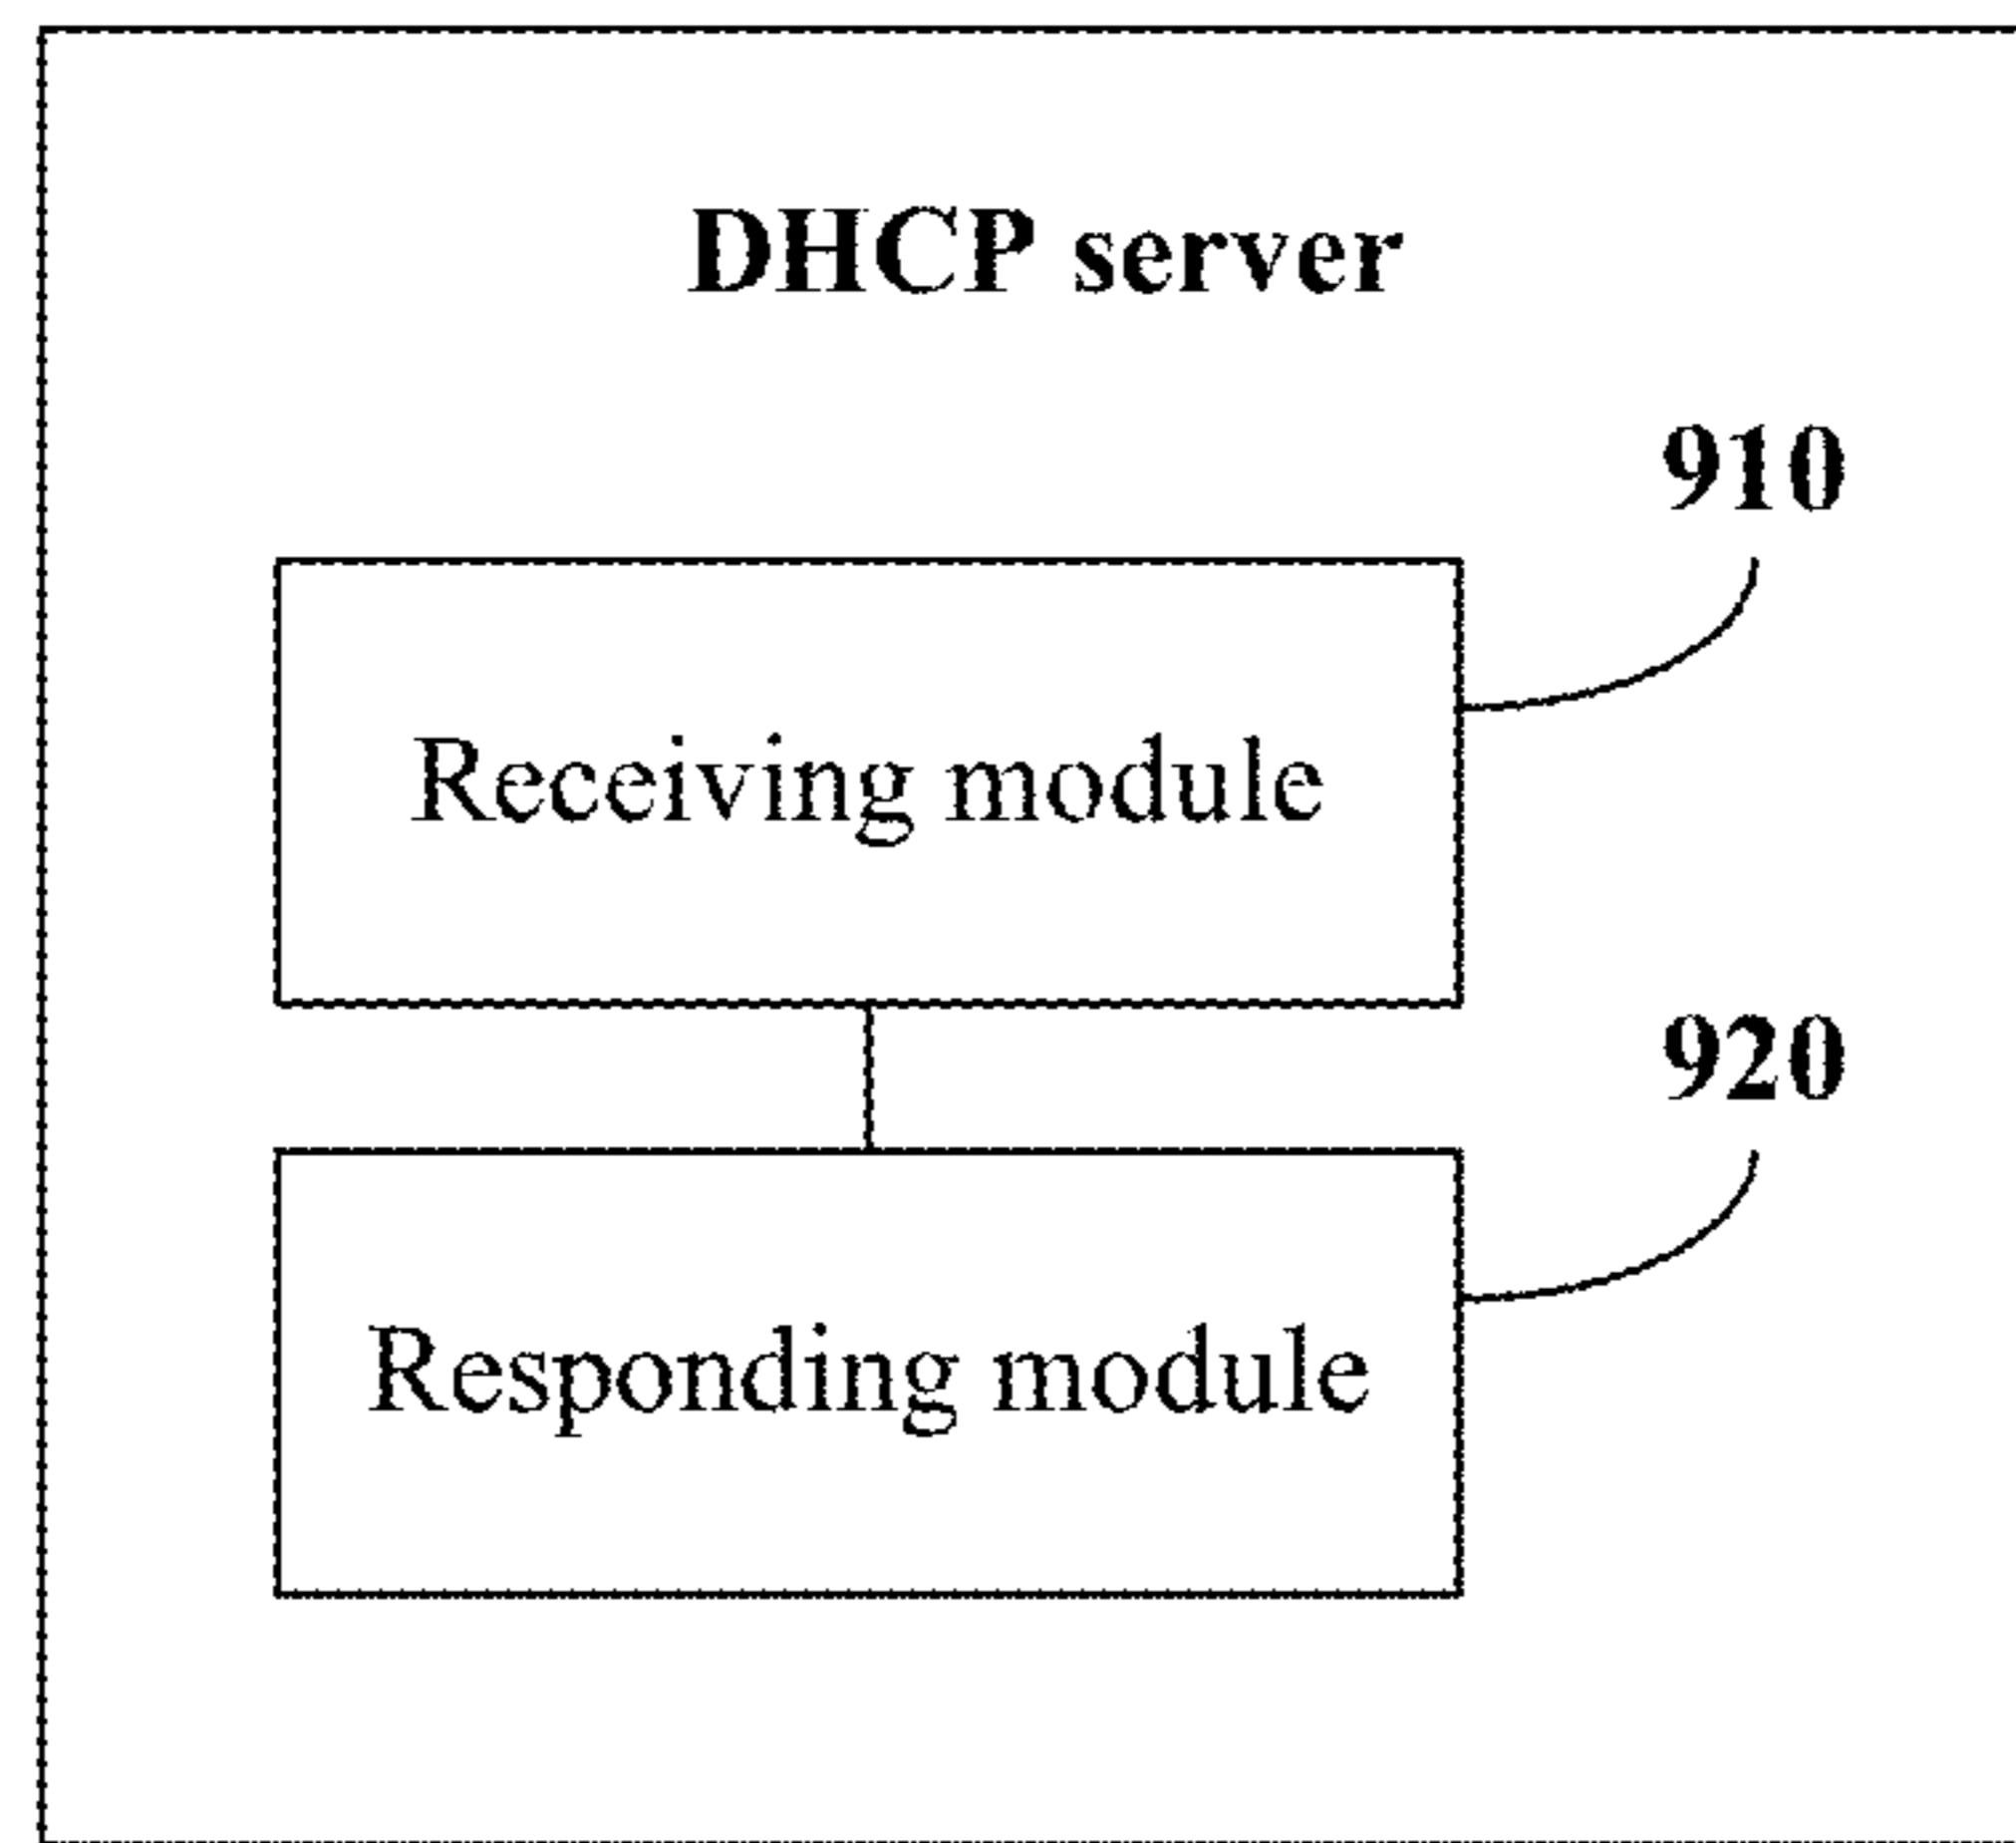 DHCP server
910
Receiving module
920
Responding module